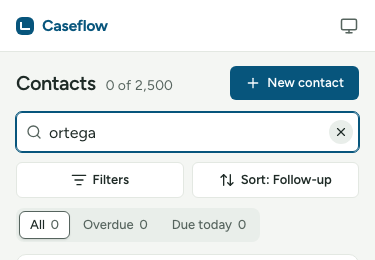 Caseflow
Contacts 0 of 2,500
New contact
ortega
Filters
Sort: Follow-up
All 0 Overdue 0 Due today 0